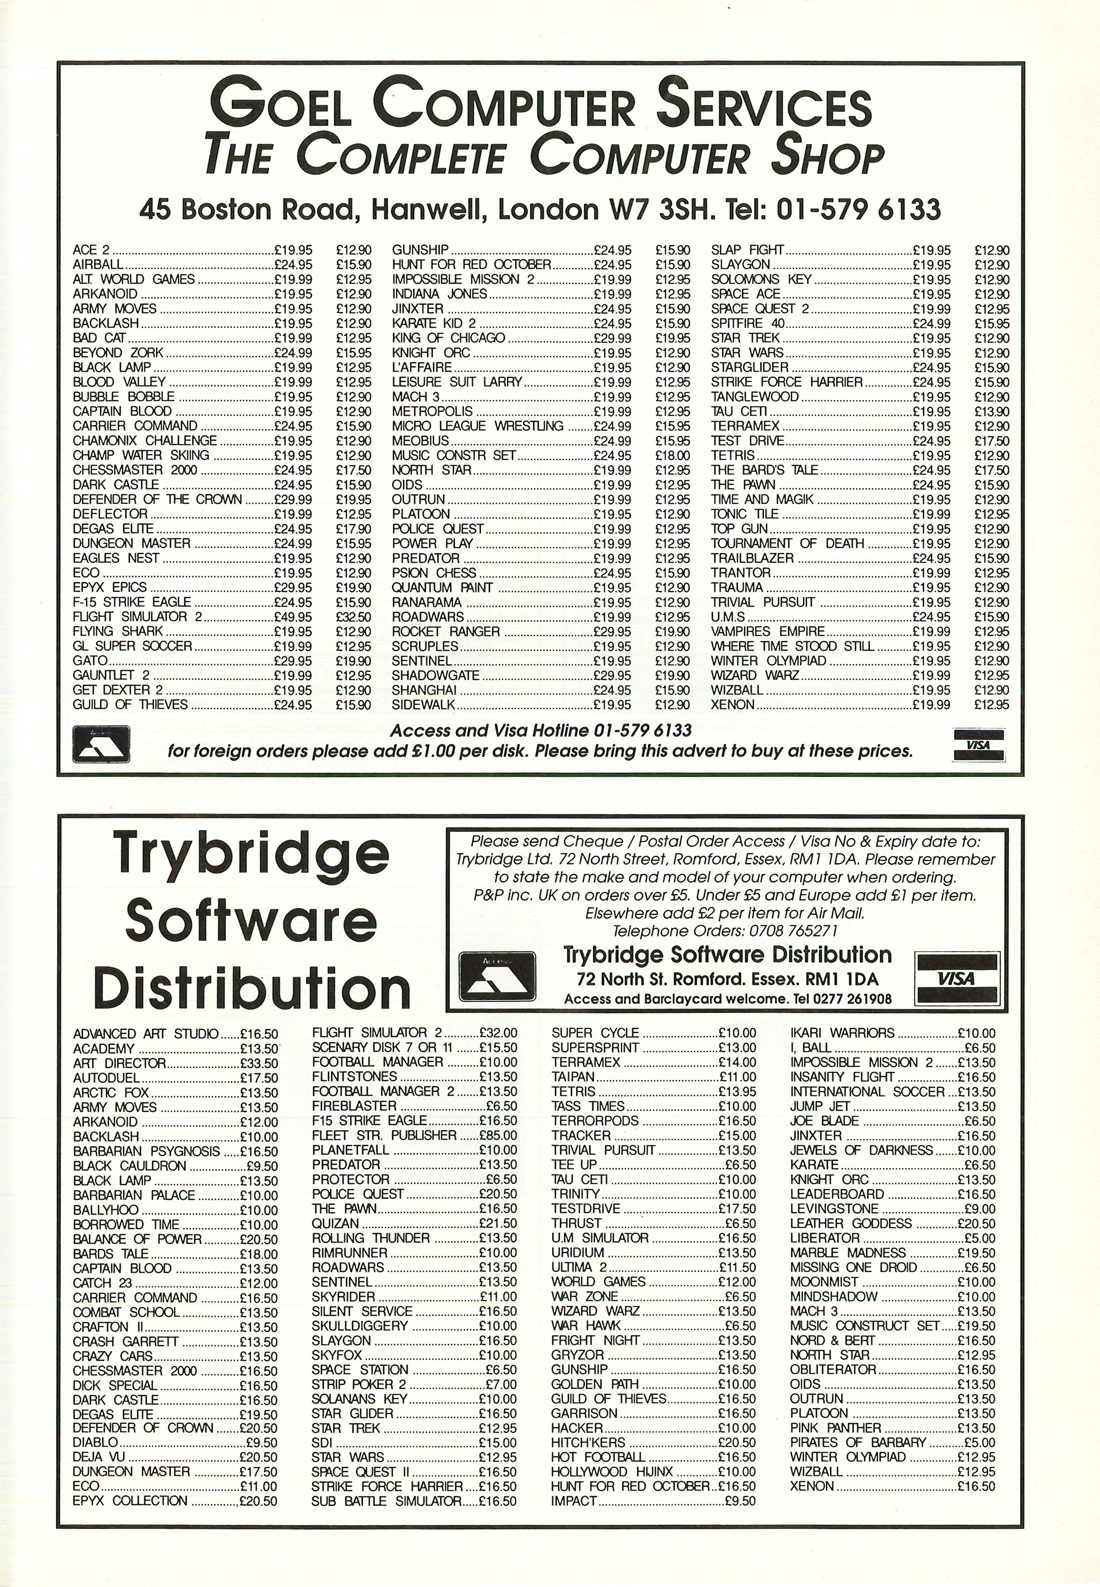 GOEL COMPUTER SERVICES
THE COMPLETE COMPUTER SHOP
45 Boston Road, Hanwell, London W7 3SH. Tel: 01-579 6133
ACE 2 £19.95 £12.90
AIRBALL £24.95 £15.90
ALT. WORLD GAMES £19.99 £12.95
ARKANOID £19.95 £12.90
ARMY MOVES £19.95 £12.90
BACKLASH £19.95 £12.90
BAD CAT £19.99 £12.95
BEYOND ZORK £24.99 £15.95
BLACK LAMP £19.99 £12.95
BLOOD VALLEY £19.99 £12.95
BUBBLE BOBBLE £19.95 £12.95
CAPTAIN BLOOD £19.95 £12.90
CARRIER COMMAND £24.95 £15.90
CHAMONIX CHALLENGE £19.95 £12.90
CHAMP WATER SKIING £19.95 £12.90
CHESSMASTER 2000 £24.95 £17.50
DARK CASTLE £24.95 £15.90
DEFENDER OF THE CROWN £29.99 £19.95
DEFLECTOR £19.99 £12.95
DEGAS ELITE £24.95 £17.90
DUNGEON MASTER £24.99 £15.95
EAGLES NEST £19.95 £12.90
ECO £19.95 £12.90
EPYX EPICS £29.95 £19.90
F-15 STRIKE EAGLE £24.95 £15.90
FLIGHT SIMULATOR 2 £49.95 £32.50
FLYING SHARK £19.95 £12.90
GL SUPER SOCCER £19.99 £12.95
GATO £29.95 £19.90
GAUNTLET 2 £19.99 £12.95
GET DEXTER 2 £19.95 £12.90
GUILD OF THIEVES £24.95 £15.90
GUNSHIP £24.95 £15.90
HUNT FOR RED OCTOBER £24.95 £15.90
IMPOSSIBLE MISSION 2 £19.99 £12.95
INDIANA JONES £19.99 £12.95
JINXTER £24.95 £15.90
KARATE KID 2 £24.95 £15.90
KING OF CHICAGO £29.99 £19.95
KNIGHT ORC £19.95 £12.90
L'AFFAIRE £19.95 £12.90
LEISURE SUIT LARRY £19.99 £12.95
MACH 3 £19.99 £12.95
METROPOLIS £19.99 £12.95
MICRO LEAGUE WRESTLING £24.99 £15.95
MEOBIUS £24.99 £15.95
MUSIC CONSTR SET £24.95 £18.00
NORTH STAR £19.99 £12.95
OIDS £19.95 £12.95
OUTRUN £19.99 £12.95
PLATOON £19.99 £12.95
POLICE QUEST £19.99 £12.95
POWER PLAY £19.99 £12.95
PREDATOR £19.99 £12.95
PSION CHESS £24.95 £15.90
QUANTUM PAINT £19.95 £12.90
RANARAMA £19.95 £12.90
ROADWARS £19.99 £12.90
ROCKET RANGER £29.95 £19.90
SCRUPLES £19.95 £12.95
SENTINEL £19.95 £12.90
SHADOWGATE £29.95 £19.90
SHANGHAI £24.95 £15.90
SIDEWALK £19.95 £12.95
SLAP FIGHT £19.95 £12.90
SLAYGON £19.95 £12.90
SOLOMONS KEY £19.95 £12.90
SPACE ACE £19.95 £12.90
SPACE QUEST 2 £19.99 £12.90
SPITFIRE 40 £24.99 £15.95
STAR TREK £19.95 £12.90
STAR WARS £19.95 £12.90
STARGLIDER £24.95 £15.90
STRIKE FORCE HARRIER £24.95 £15.90
TANGLEWOOD £19.95 £12.90
TAU CETI £19.95 £13.90
TERRAMEX £19.95 £12.90
TEST DRIVE £24.95 £17.50
TETRIS £19.95 £12.90
THE BARD'S TALE £24.95 £17.50
THE PAWN £24.95 £15.90
TIME AND MAGIK £19.95 £12.90
TONIC TILE £19.99 £12.90
TOP GUN £19.95 £12.90
TOURNAMENT OF DEATH £19.95 £12.90
TRAILBLAZER £24.95 £15.90
TRANTOR £19.99 £12.95
TRAUMA £19.95 £12.90
TRIVIAL PURSUIT £19.95 £12.90
U.M.S £24.95 £15.90
VAMPIRES EMPIRE £19.99 £12.95
WHERE TIME STOOD STILL £19.95 £12.90
WINTER OLYMPIAD £19.95 £12.90
WIZARD WARZ £19.99 £12.95
WIZBALL £19.95 £12.90
XENON £19.99 £12.95
Access
Access and Visa Hotline 01-579 6133
for foreign orders please add £1.00 per disk. Please bring this advert to buy at these prices.
VISA
Trybridge
Software
Distribution
Please send Cheque / Postal Order Access / Visa No & Expiry date to:
Trybridge Ltd. 72 North Street, Romford, Essex, RM1 1DA. Please remember
to state the make and model of your computer when ordering.
P&P inc. UK on orders over £5. Under £5 and Europe add £1 per item.
Elsewhere add £2 per item for Air Mail.
Telephone Orders: 0708 765271
Access
Trybridge Software Distribution
72 North St. Romford. Essex. RM1 1DA
Access and Barclaycard welcome. Tel 0277 261908
VISA
ADVANCED ART STUDIO £16.50
ACADEMY £13.50
ART DIRECTOR £33.50
AUTODUEL £17.50
ARCTIC FOX £13.50
ARMY MOVES £13.50
ARKANOID £12.00
BACKLASH £10.00
BARBARIAN PSYGNOSIS £16.50
BLACK CAULDRON £9.50
BLACK LAMP £13.50
BARBARIAN PALACE £10.00
BALLYHOO £10.00
BORROWED TIME £10.00
BALANCE OF POWER £20.50
BARDS TALE £18.00
CAPTAIN BLOOD £13.50
CATCH 23 £12.00
CARRIER COMMAND £16.50
COMBAT SCHOOL £13.50
CRAFTON II £13.50
CRASH GARRETT £13.50
CRAZY CARS £13.50
CHESSMASTER 2000 £16.50
DICK SPECIAL £16.50
DARK CASTLE £16.50
DEGAS ELITE £19.50
DEFENDER OF CROWN £20.50
DIABLO £9.50
DEJA VU £20.50
DUNGEON MASTER £17.50
ECO £11.00
EPYX COLLECTION £20.50
FLIGHT SIMULATOR 2 £32.00
SCENARY DISK 7 OR 11 £15.50
FOOTBALL MANAGER £10.00
FLINTSTONES £13.50
FOOTBALL MANAGER 2 £13.50
FIREBLASTER £6.50
F15 STRIKE EAGLE £16.50
FLEET STR. PUBLISHER £85.00
PLANETFALL £10.00
PREDATOR £13.50
PROTECTOR £6.50
POLICE QUEST £20.50
THE PAWN £16.50
QUIZAN £21.50
ROLLING THUNDER £13.50
RIMRUNNER £10.00
ROADWARS £13.50
SENTINEL £13.50
SKYRIDER £11.00
SILENT SERVICE £16.50
SKULLDIGGERY £10.00
SLAYGON £16.50
SKYFOX £10.00
SPACE STATION £6.50
STRIP POKER 2 £7.00
SOLANANS KEY £10.00
STAR GLIDER £16.50
STAR TREK £12.95
SDI £15.00
STAR WARS £12.95
SPACE QUEST II £16.50
STRIKE FORCE HARRIER £16.50
SUB BATTLE SIMULATOR £16.50
SUPER CYCLE £10.00
SUPERSPRINT £13.00
TERRAMEX £14.00
TAIPAN £11.00
TETRIS £13.95
TASS TIMES £10.00
TERRORPODS £16.50
TRACKER £15.00
TRIVIAL PURSUIT £13.50
TEE UP £6.50
TAU CETI £10.00
TRINITY £10.00
TESTDRIVE £17.50
THRUST £6.50
U.M SIMULATOR £16.50
URIDIUM £13.50
ULTIMA 2 £11.50
WORLD GAMES £12.00
WAR ZONE £6.50
WIZARD WARZ £13.50
WAR HAWK £6.50
FRIGHT NIGHT £13.50
GRYZOR £13.50
GUNSHIP £16.50
GOLDEN PATH £10.00
GUILD OF THIEVES £16.50
GARRISON £16.50
HACKER £10.00
HITCH'KERS £20.50
HOT FOOTBALL £16.50
HOLLYWOOD HIJINX £10.00
HUNT FOR RED OCTOBER £16.50
IMPACT £9.50
IKARI WARRIORS £10.00
I, BALL £6.50
IMPOSSIBLE MISSION 2 £13.50
INSANITY FLIGHT £16.50
INTERNATIONAL SOCCER £13.50
JUMP JET £13.50
JOE BLADE £6.50
JINXTER £16.50
JEWELS OF DARKNESS £10.00
KARATE £6.50
KNIGHT ORC £13.50
LEADERBOARD £16.50
LEVINGSTONE £9.00
LEATHER GODDESS £20.50
LIBERATOR £5.00
MARBLE MADNESS £19.50
MISSING ONE DROID £6.50
MOONMIST £10.00
MINDSHADOW £10.00
MACH 3 £13.50
MUSIC CONSTRUCT SET £19.50
NORD & BERT £16.50
NORTH STAR £12.95
OBLITERATOR £16.50
OIDS £13.50
OUTRUN £13.50
PLATOON £13.50
PINK PANTHER £13.50
PIRATES OF BARBARY £5.00
WINTER OLYMPIAD £12.95
WIZBALL £12.95
XENON £16.50